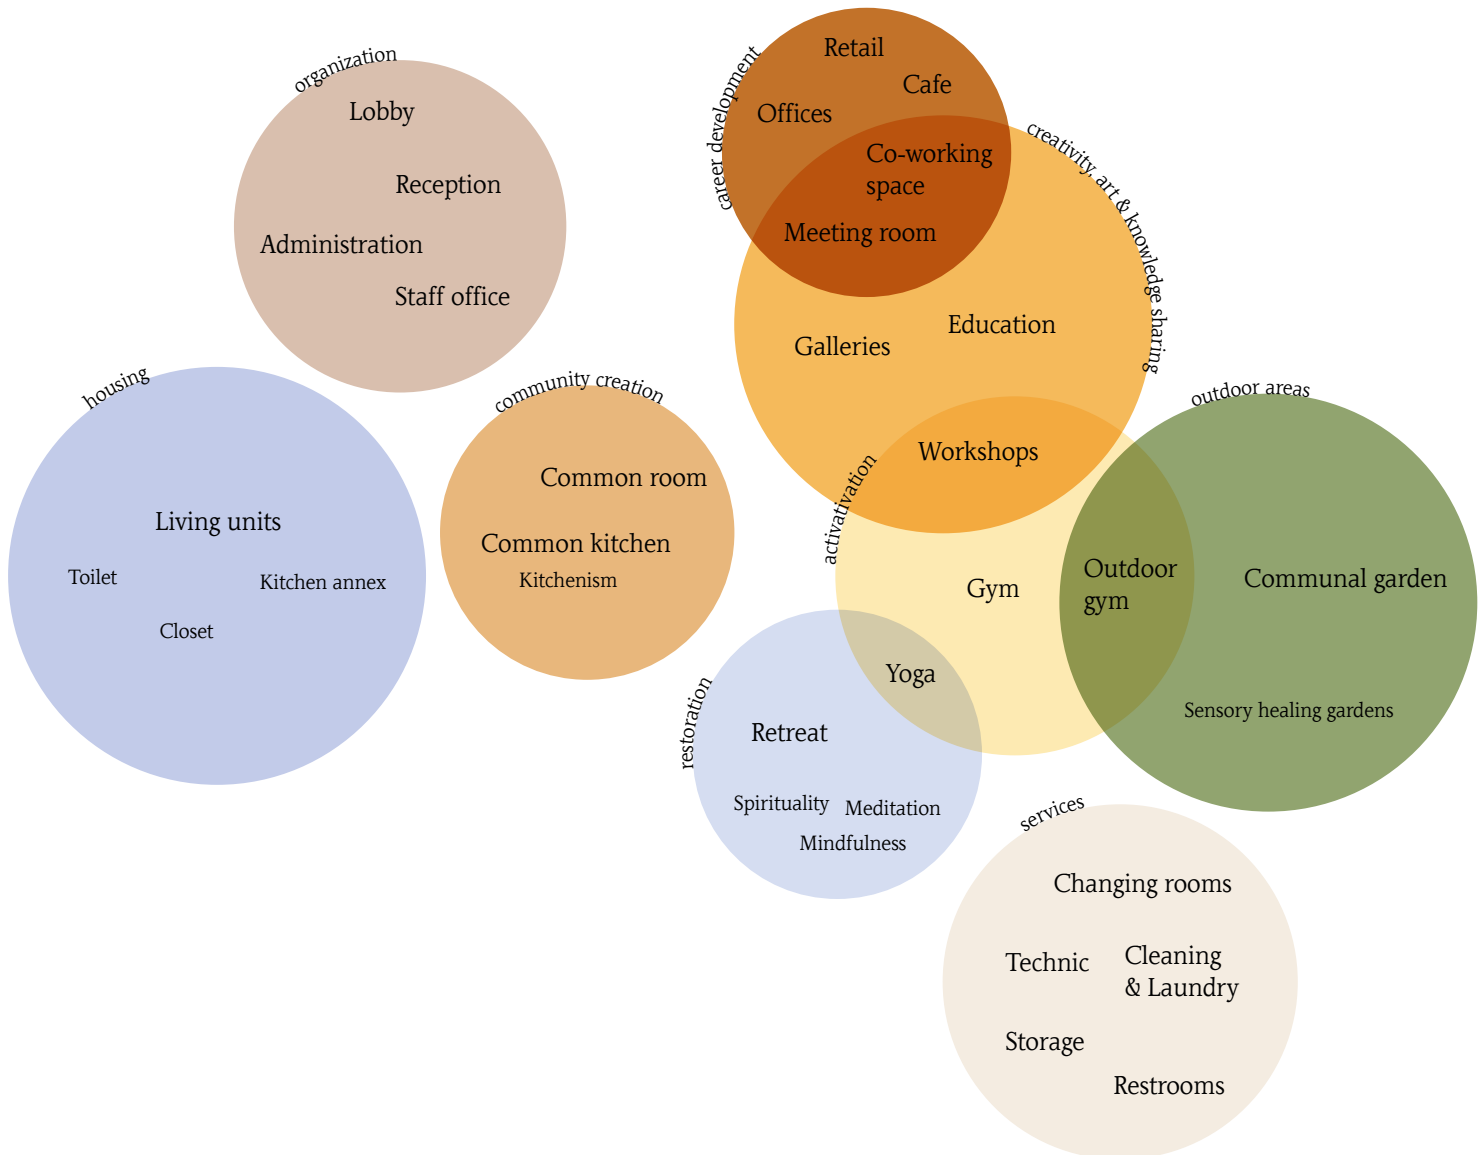 organization
Lobby
Reception
Administration
Staff office
career development
Retail
Cafe
Offices
Co-working
space
Meeting room
creativity, art & knowledge sharing
Education
Galleries
Workshops
housing
Living units
Toilet
Kitchen annex
Closet
community creation
Common room
Common kitchen
Kitchenism
activativation
Gym
Outdoor
gym
Yoga
outdoor areas
Communal garden
Sensory healing gardens
restoration
Retreat
Spirituality
Meditation
Mindfulness
services
Changing rooms
Technic
Cleaning
& Laundry
Storage
Restrooms